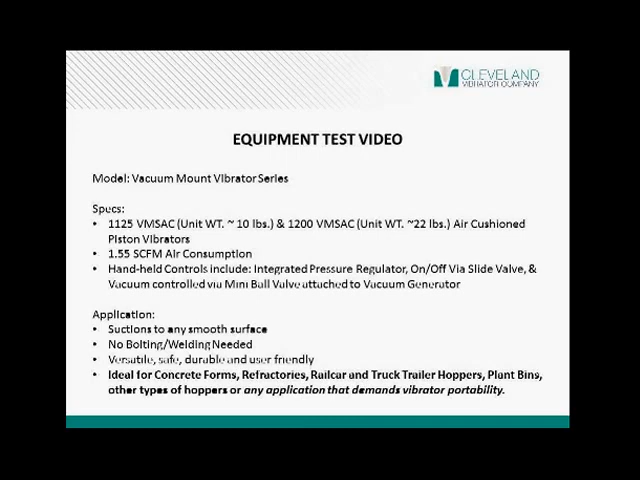 CLEVELAND
VIBRATOR COMPANY
EQUIPMENT TEST VIDEO
Model: Vacuum Mount Vibrator Series
Specs:
• 1125 VMSAC (Unit WT. ~ 10 lbs.) & 1200 VMSAC (Unit WT. ~22 lbs.) Air Cushioned
Piston Vibrators
• 1.55 SCFM Air Consumption
• Hand-held Controls include: Integrated Pressure Regulator, On/Off Via Slide Valve, &
Vacuum controlled via Mini Ball Valve attached to Vacuum Generator
Application:
• Suctions to any smooth surface
• No Bolting/Welding Needed
• Versatile, safe, durable and user friendly
• Ideal for Concrete Forms, Refractories, Railcar and Truck Trailer Hoppers, Plant Bins,
other types of hoppers or any application that demands vibrator portability.